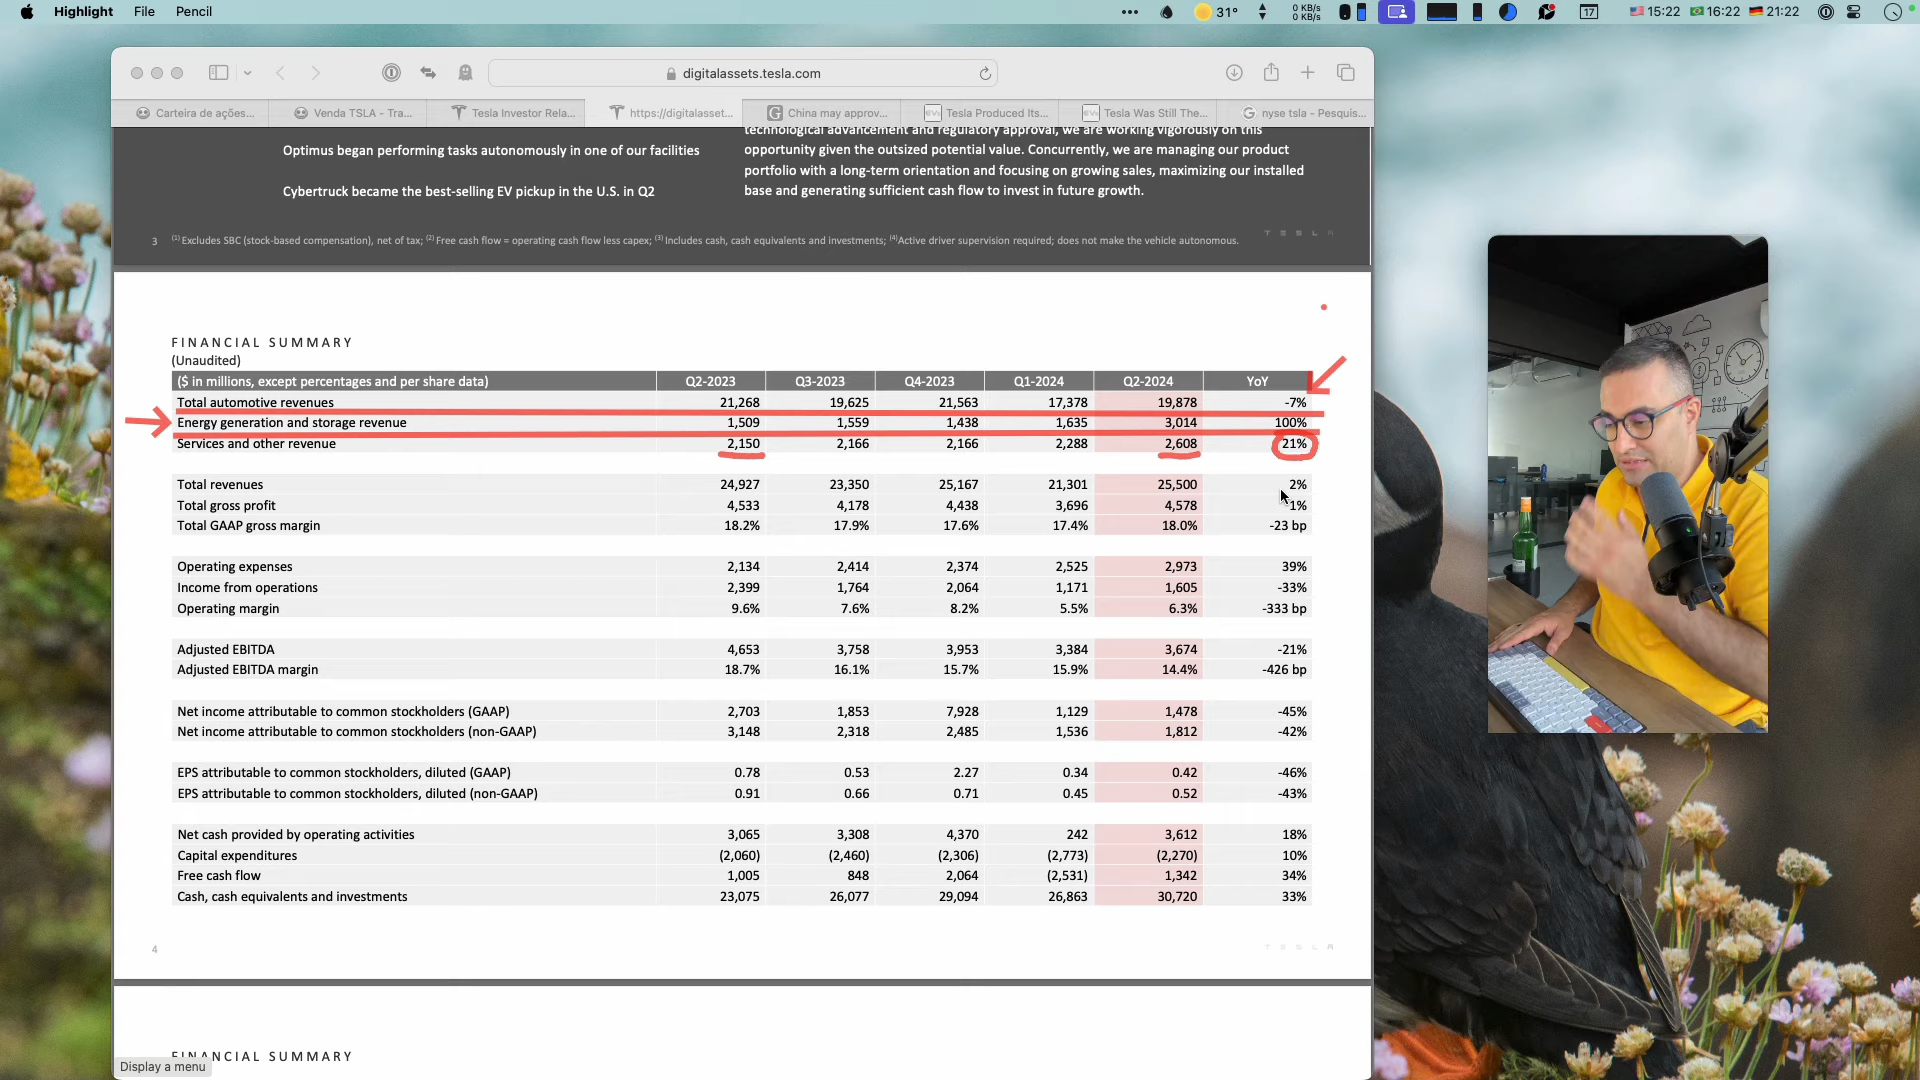 Highlight File Pencil
31°
0 KB/s
0 KB/s
17
15:22 16:22 21:22
digitalassets.tesla.com
Carteira de ações...
Venda TSLA - Tra...
Tesla Investor Rela...
https://digitalasset...
China may approv...
Tesla Produced Its...
Tesla Was Still The...
nyse tsla - Pesquis...
Optimus began performing tasks autonomously in one of our facilities
Cybertruck became the best-selling EV pickup in the U.S. in Q2
technological advancement and regulatory approval, we are working vigorously on this
opportunity given the outsized potential value. Concurrently, we are managing our product
portfolio with a long-term orientation and focusing on growing sales, maximizing our installed
base and generating sufficient cash flow to invest in future growth.
3 (1) Excludes SBC (stock-based compensation), net of tax; (2) Free cash flow = operating cash flow less capex; (3) Includes cash, cash equivalents and investments; (4) Active driver supervision required; does not make the vehicle autonomous.
TESLA
FINANCIAL SUMMARY
(Unaudited)
($ in millions, except percentages and per share data) Q2-2023 Q3-2023 Q4-2023 Q1-2024 Q2-2024 YoY
Total automotive revenues 21,268 19,625 21,563 17,378 19,878 -7%
Energy generation and storage revenue 1,509 1,559 1,438 1,635 3,014 100%
Services and other revenue 2,150 2,166 2,166 2,288 2,608 21%
Total revenues 24,927 23,350 25,167 21,301 25,500 2%
Total gross profit 4,533 4,178 4,438 3,696 4,578 1%
Total GAAP gross margin 18.2% 17.9% 17.6% 17.4% 18.0% -23 bp
Operating expenses 2,134 2,414 2,374 2,525 2,973 39%
Income from operations 2,399 1,764 2,064 1,171 1,605 -33%
Operating margin 9.6% 7.6% 8.2% 5.5% 6.3% -333 bp
Adjusted EBITDA 4,653 3,758 3,953 3,384 3,674 -21%
Adjusted EBITDA margin 18.7% 16.1% 15.7% 15.9% 14.4% -426 bp
Net income attributable to common stockholders (GAAP) 2,703 1,853 7,928 1,129 1,478 -45%
Net income attributable to common stockholders (non-GAAP) 3,148 2,318 2,485 1,536 1,812 -42%
EPS attributable to common stockholders, diluted (GAAP) 0.78 0.53 2.27 0.34 0.42 -46%
EPS attributable to common stockholders, diluted (non-GAAP) 0.91 0.66 0.71 0.45 0.52 -43%
Net cash provided by operating activities 3,065 3,308 4,370 242 3,612 18%
Capital expenditures (2,060) (2,460) (2,306) (2,773) (2,270) 10%
Free cash flow 1,005 848 2,064 (2,531) 1,342 34%
Cash, cash equivalents and investments 23,075 26,077 29,094 26,863 30,720 33%
4
TESLA
FINANCIAL SUMMARY
Display a menu